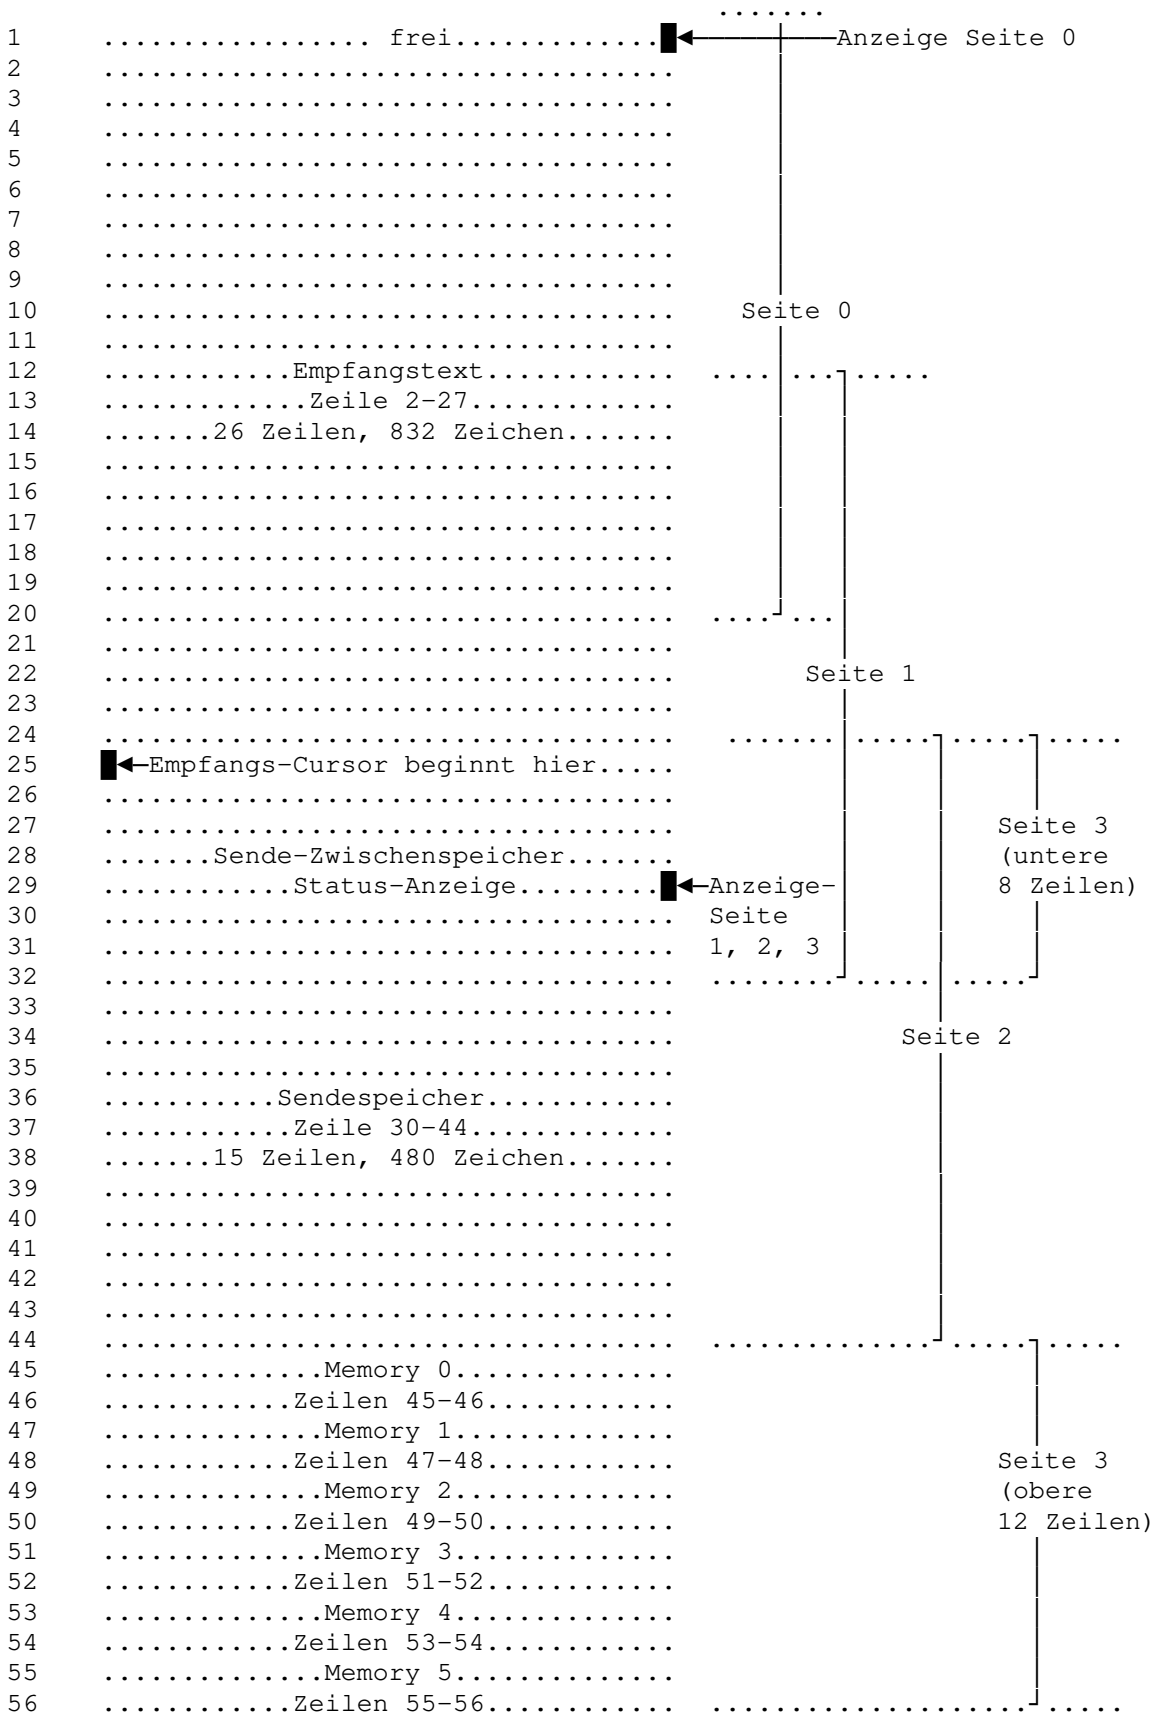 .......
1 ................. frei.............█◄─────────Anzeige Seite 0
2 ....................................
3 ....................................
4 ....................................
5 ....................................
6 ....................................
7 ....................................
8 ....................................
9 ....................................
10 .................................... Seite 0
11 ....................................
12 ............Empfangstext............ .... ... .....
13 .............Zeile 2-27.............
14 .......26 Zeilen, 832 Zeichen.......
15 ....................................
16 ....................................
17 ....................................
18 ....................................
19 ....................................
20 .................................... .... ...
21 ....................................
22 .................................... Seite 1
23 ....................................
24 .................................... ....... ..... ..... .....
25 █◄─Empfangs-Cursor beginnt hier.....
26 ....................................
27 .................................... Seite 3
28 .......Sende-Zwischenspeicher....... (untere
29 ............Status-Anzeige.........█◄─Anzeige- 8 Zeilen)
30 .................................... Seite
31 .................................... 1, 2, 3
32 .................................... ........ ..... .....
33 ....................................
34 .................................... Seite 2
35 ....................................
36 ...........Sendespeicher............
37 ............Zeile 30-44.............
38 .......15 Zeilen, 480 Zeichen.......
39 ....................................
40 ....................................
41 ....................................
42 ....................................
43 ....................................
44 .................................... .............. ..... .....
45 ..............Memory 0..............
46 ............Zeilen 45-46............
47 ..............Memory 1..............
48 ............Zeilen 47-48............ Seite 3
49 ..............Memory 2.............. (obere
50 ............Zeilen 49-50............ 12 Zeilen)
51 ..............Memory 3..............
52 ............Zeilen 51-52............
53 ..............Memory 4..............
54 ............Zeilen 53-54............
55 ..............Memory 5..............
56 ............Zeilen 55-56............ .................... .....